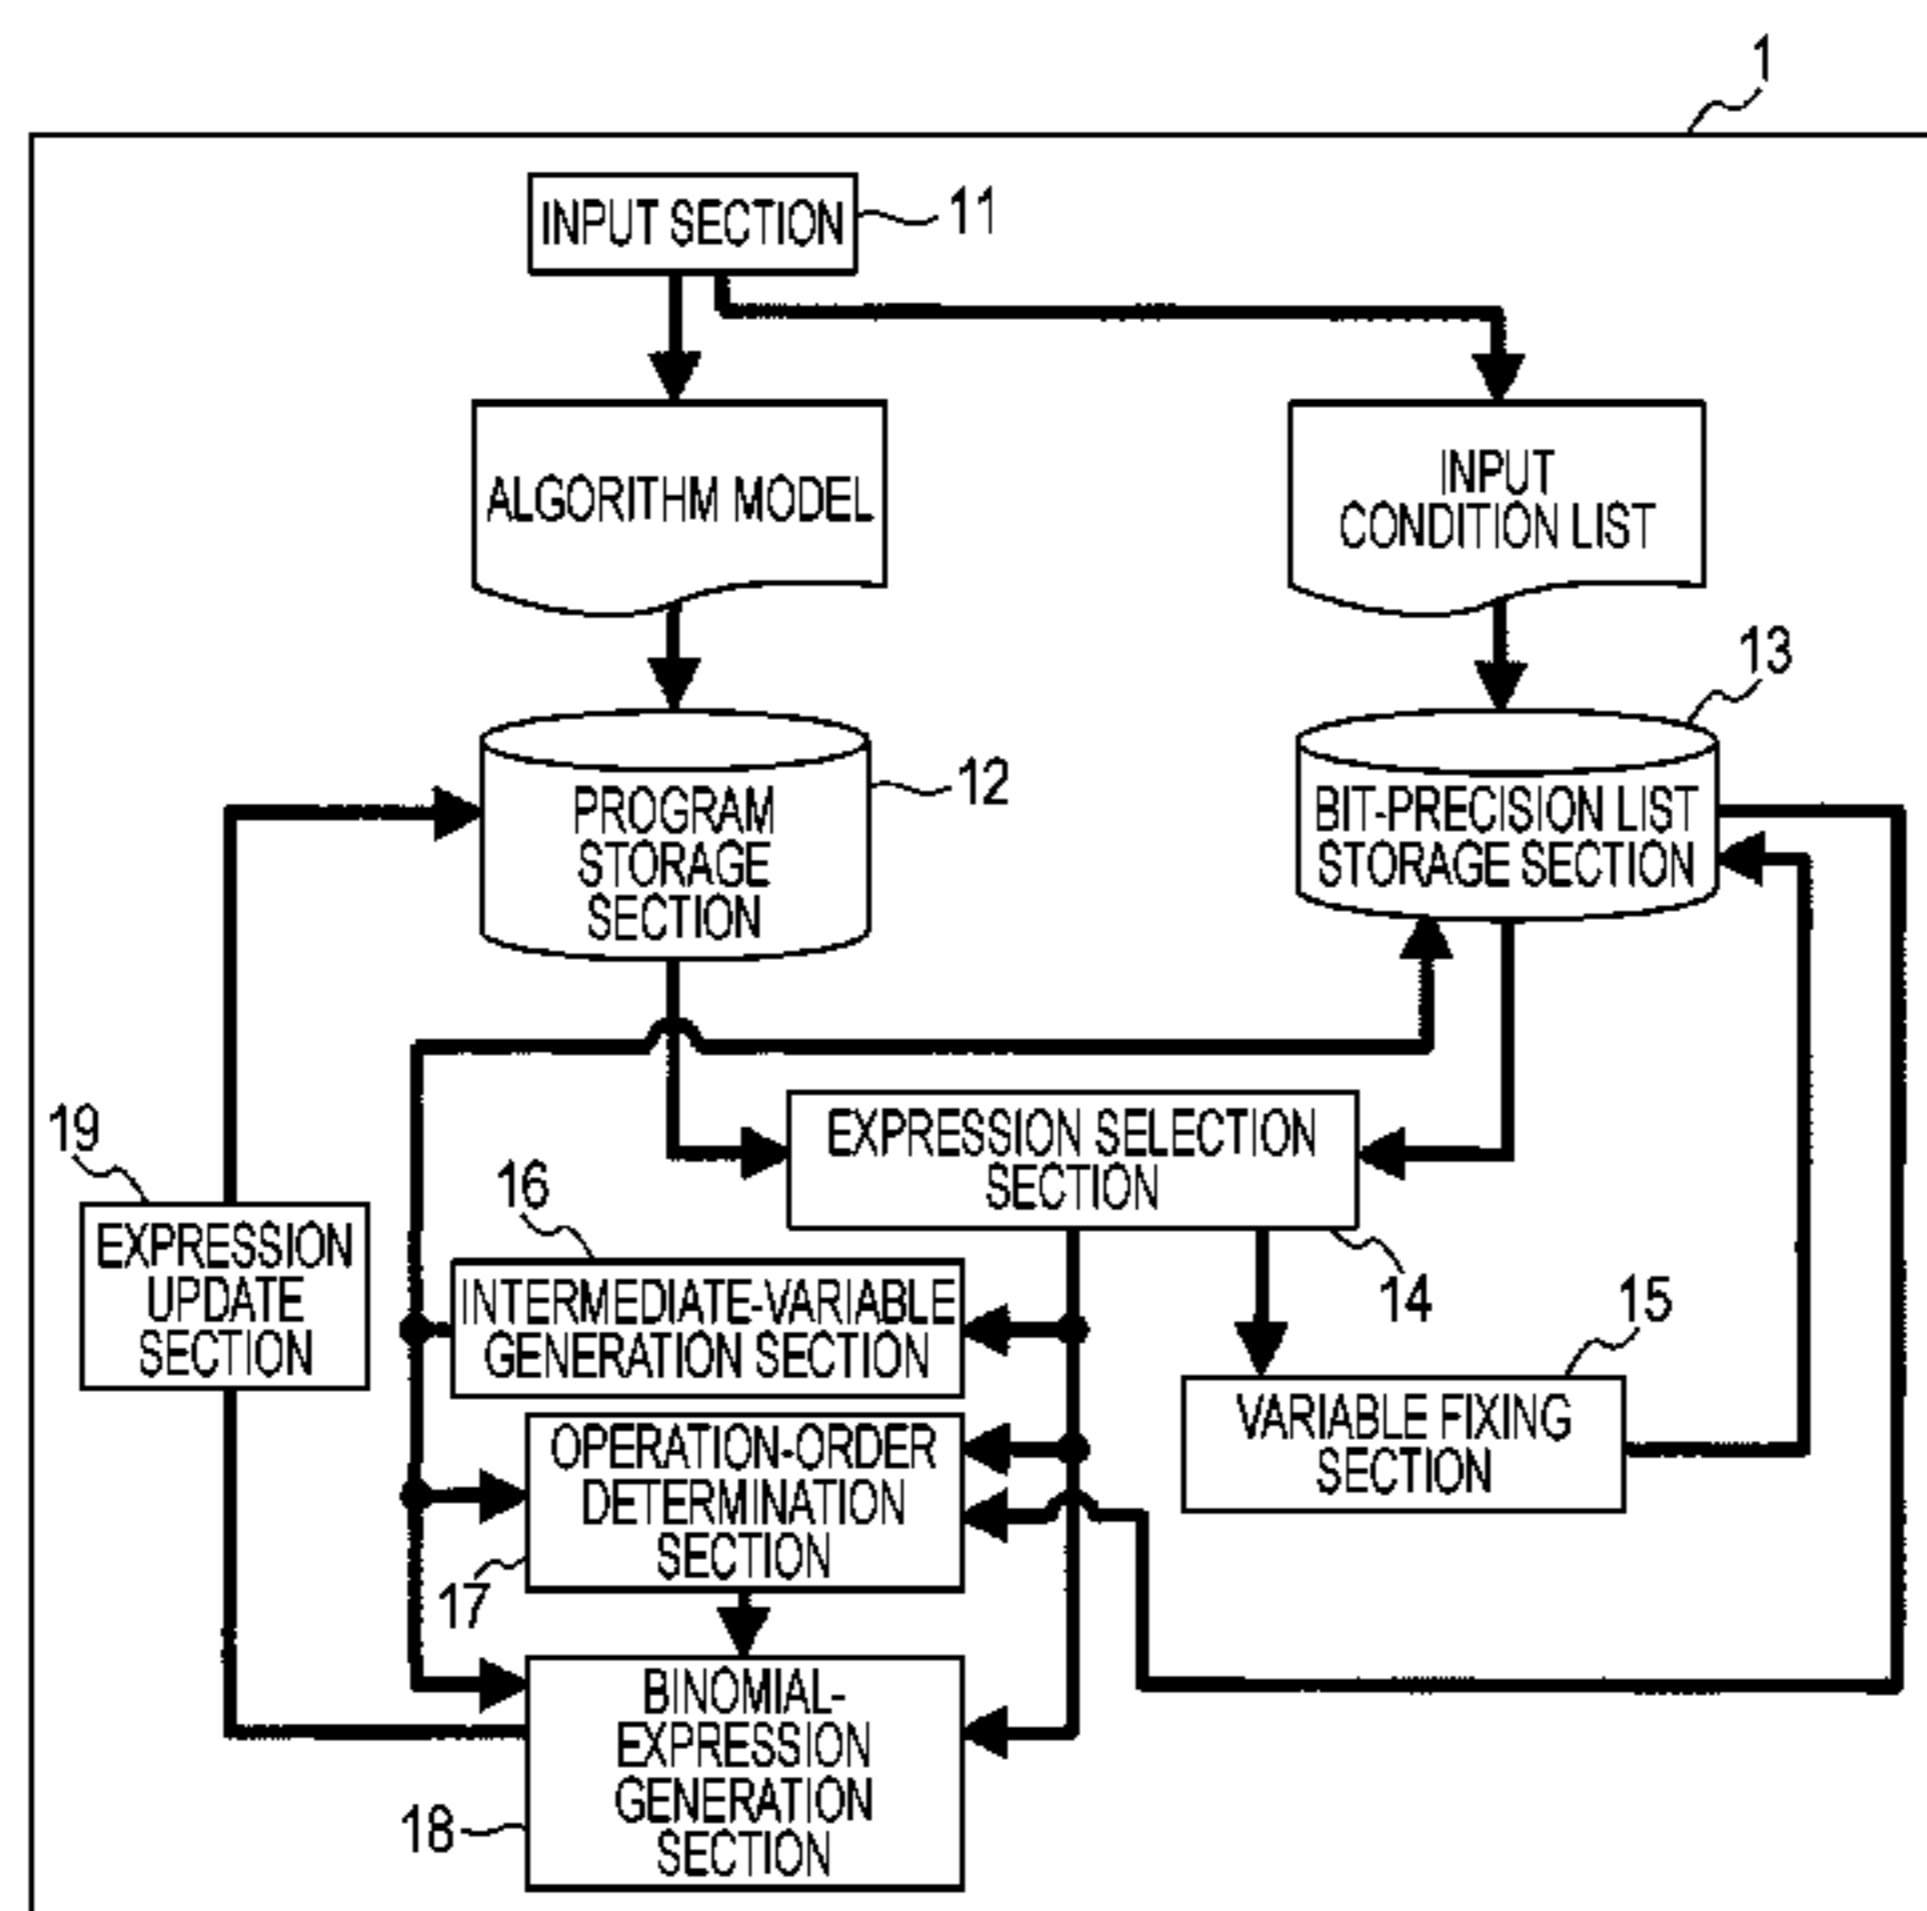 1
INPUT SECTION
11
ALGORITHM MODEL
INPUT
CONDITION LIST
13
12
PROGRAM
STORAGE
SECTION
BIT-PRECISION LIST
STORAGE SECTION
19
EXPRESSION SELECTION
SECTION
16
14
EXPRESSION
UPDATE
SECTION
INTERMEDIATE-VARIABLE
GENERATION SECTION
15
VARIABLE FIXING
SECTION
OPERATION-ORDER
DETERMINATION
SECTION
17
BINOMIAL-
EXPRESSION
GENERATION
SECTION
18